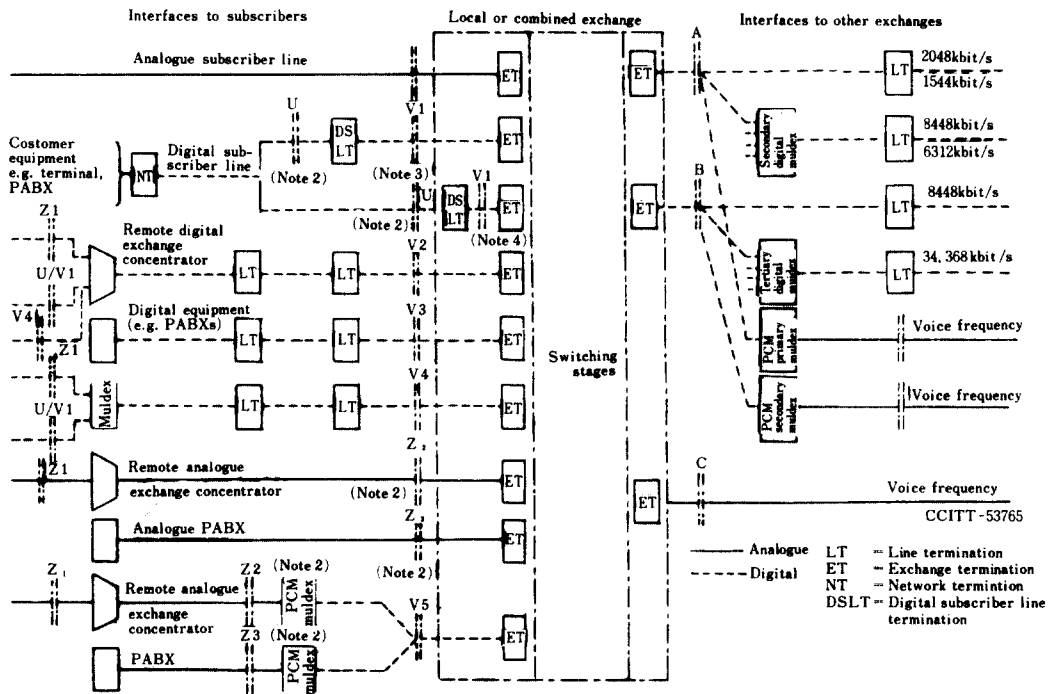 Interfaces to subscribers
Local or combined exchange
Interfaces to other exchanges
Analogue subscriber line
ET
ET
A
LT
2048kbit/s
1544kbit/s
V1
U
DS
LT
ET
Secondary
digital
muldex
LT
8448kbit/s
6312kbit/s
Costomer
equipment
e.g. terminal,
PABX
NT
Digital sub-
scriber line
(Note 2)
(Note 3)
U
DS
LT
V1
ET
(Note 2)
(Note 4)
ET
B
LT
8448kbit/s
Z1
Remote digital
exchange
concentrator
V2
U/V1
LT
LT
ET
Tertiary
digital
muldex
LT
34,368kbit/s
V4
Digital equipment
(e.g. PABXs)
V3
Z1
LT
LT
ET
PCM
primary
muldex
Voice frequency
Switching
stages
V4
U/V1
Muldex
LT
LT
ET
PCM
secondary
muldex
Voice frequency
Z1
Remote analogue
exchange concentrator
(Note 2)
Z
ET
ET
C
Voice frequency
CCITT-53765
Analogue PABX
Z
ET
(Note 2)
Analogue
Digital
LT = Line termination
ET = Exchange termination
NT = Network termintion
DSLT = Digital subscriber line
termination
Z
Remote analogue
exchange
concentrator
Z2
(Note 2)
PCM
muldex
V5
ET
Z3
(Note 2)
PABX
PCM
muldex